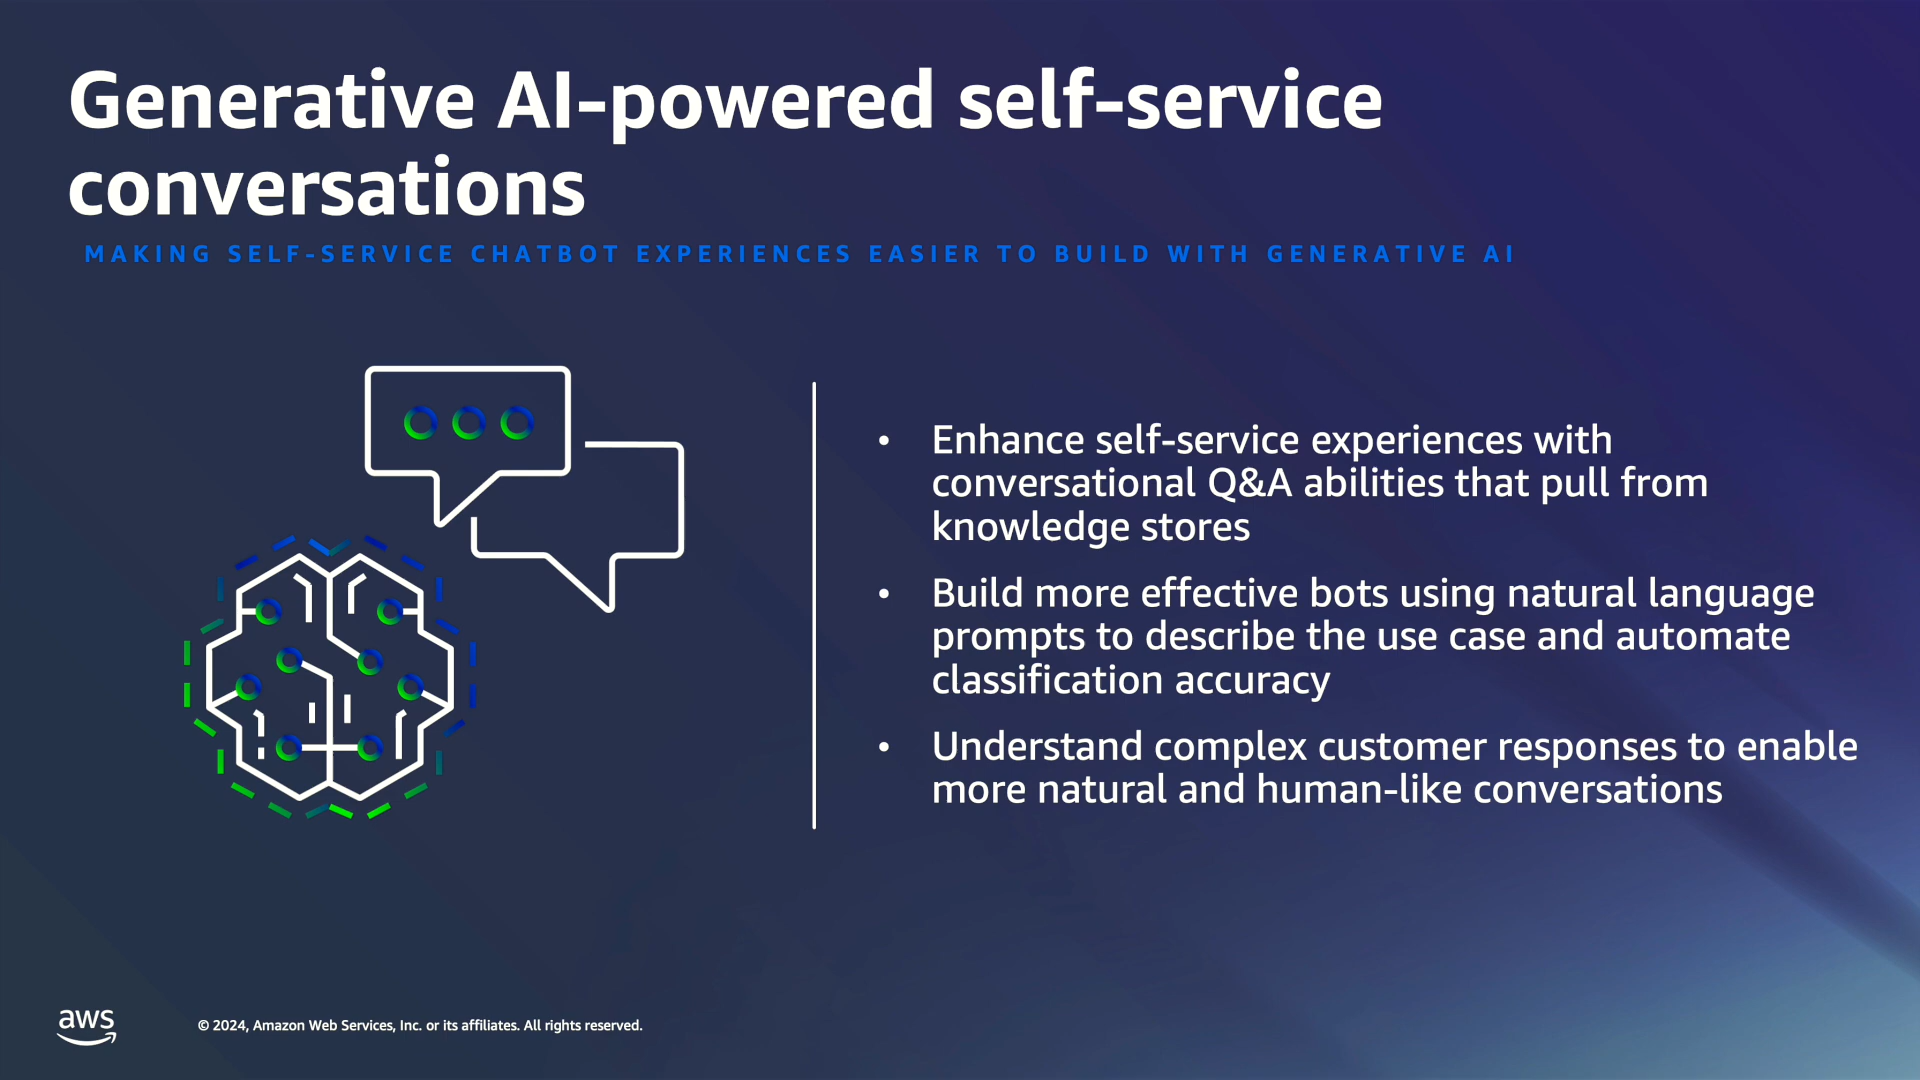 Generative AI-powered self-service
conversations
MAKING SELF-SERVICE CHATBOT EXPERIENCES EASIER TO BUILD WITH GENERATIVE AI
• Enhance self-service experiences with
conversational Q&A abilities that pull from
knowledge stores
• Build more effective bots using natural language
prompts to describe the use case and automate
classification accuracy
• Understand complex customer responses to enable
more natural and human-like conversations
aws
© 2024, Amazon Web Services, Inc. or its affiliates. All rights reserved.